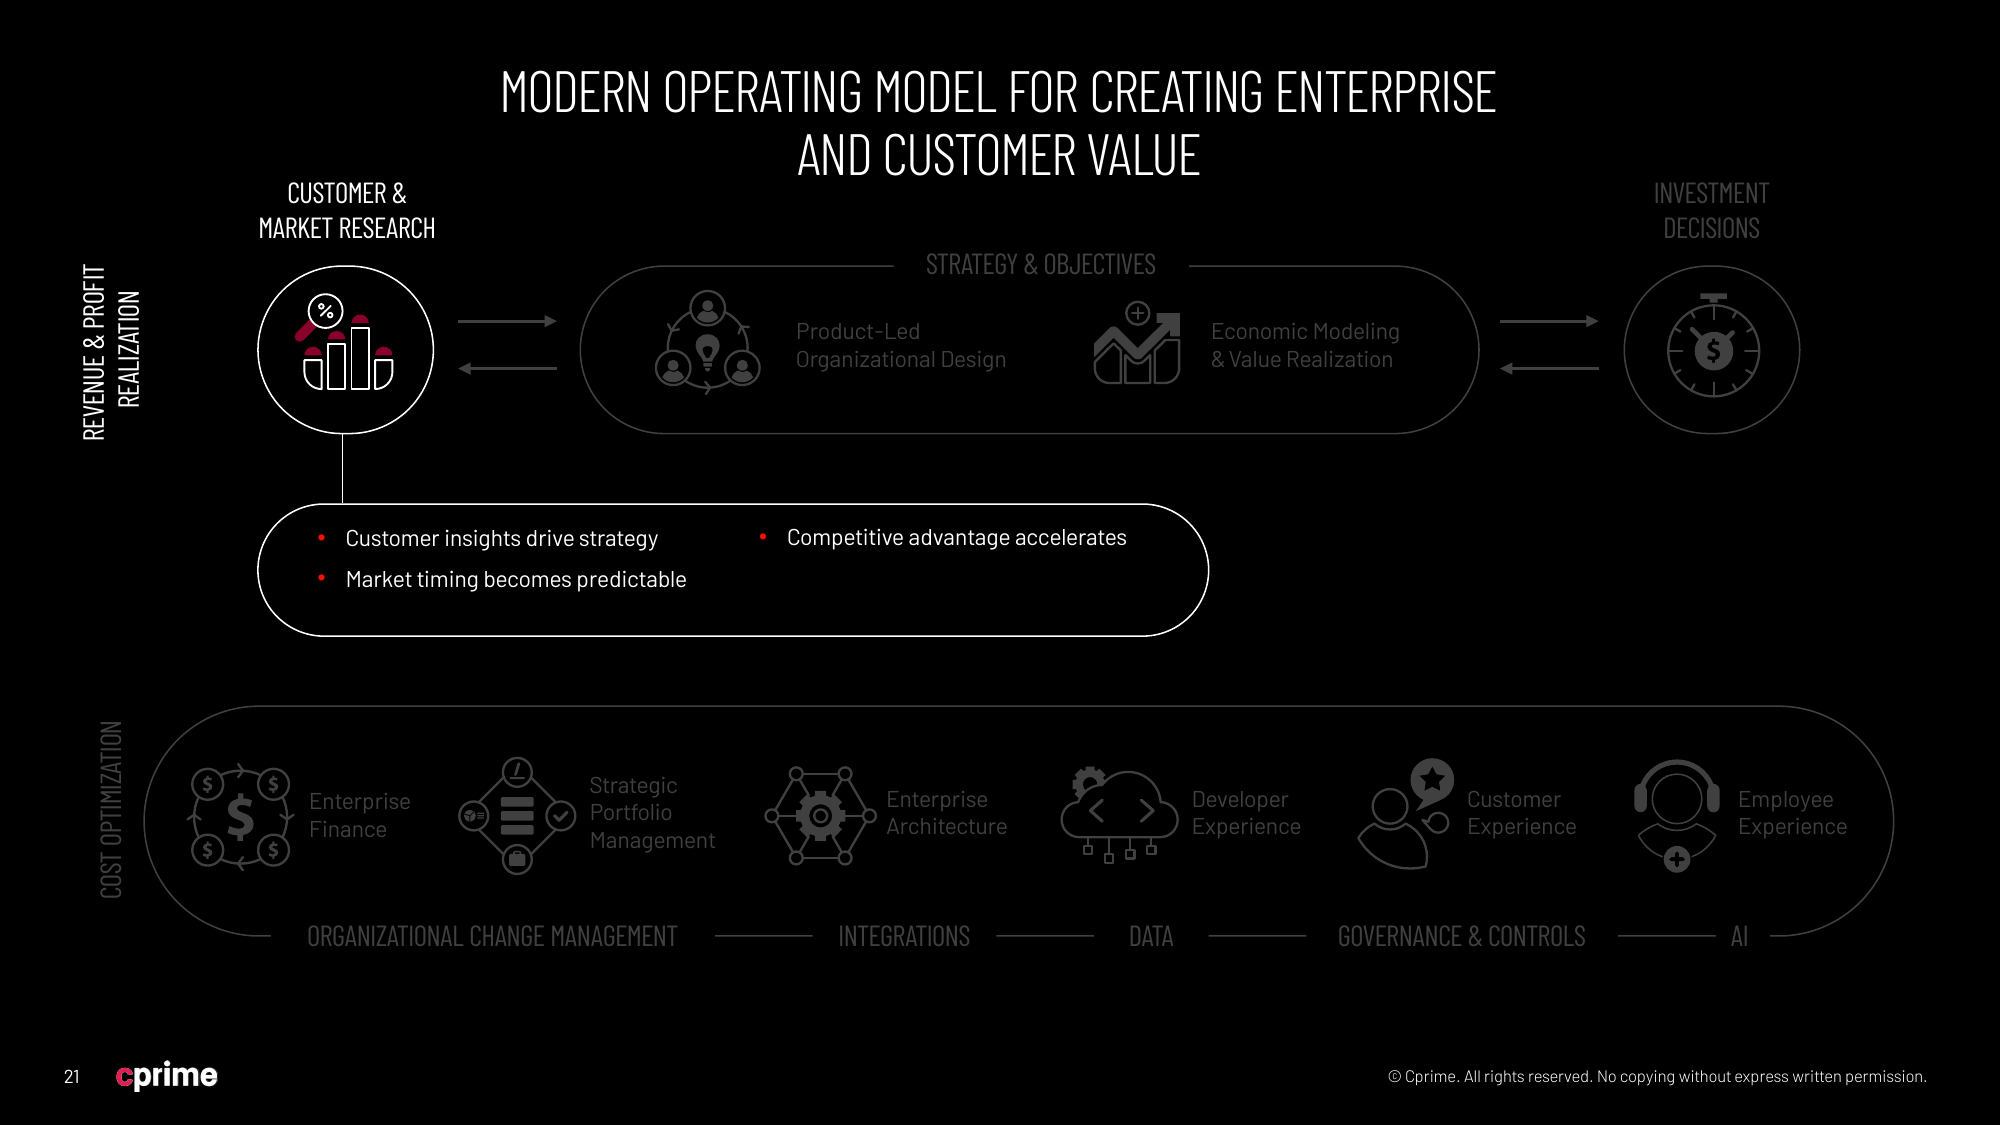 MODERN OPERATING MODEL FOR CREATING ENTERPRISE
AND CUSTOMER VALUE
CUSTOMER &
MARKET RESEARCH
INVESTMENT
DECISIONS
REVENUE & PROFIT
REALIZATION
%
STRATEGY & OBJECTIVES
Product-Led
Organizational Design
Economic Modeling
& Value Realization
$
• Customer insights drive strategy
• Market timing becomes predictable
• Competitive advantage accelerates
COST OPTIMIZATION
$ $
$
$ $
Enterprise
Finance
Strategic
Portfolio
Management
Enterprise
Architecture
Developer
Experience
Customer
Experience
Employee
Experience
ORGANIZATIONAL CHANGE MANAGEMENT
INTEGRATIONS
DATA
GOVERNANCE & CONTROLS
AI
21
cprime
© Cprime. All rights reserved. No copying without express written permission.